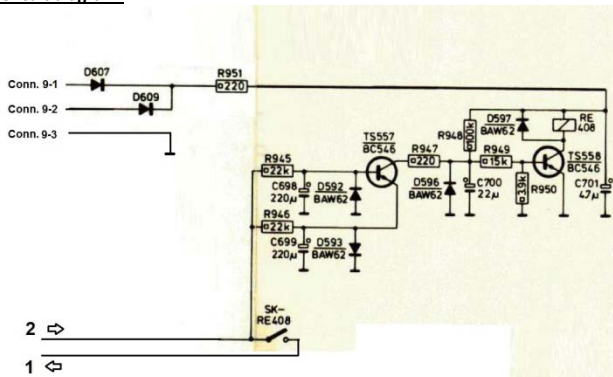 D607
R951
Conn. 9-1
220
D609
Conn. 9-2
Conn. 9-3
D597
BAW62
RE
408
TS557
BC546
R948
100k
R947
220
R949
15k
TS558
BC546
R945
22k
C698
220µ
D592
BAW62
D596
BAW62
C700
22µ
R950
C701
R946
22k
C699
220µ
D593
BAW62
SK-
RE408
2
1